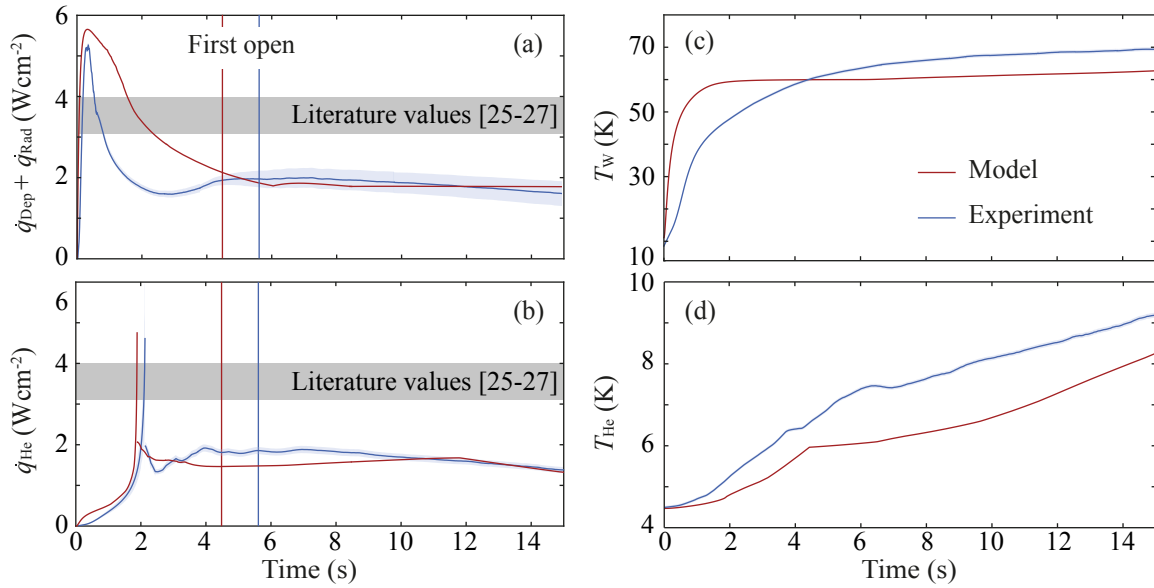 6
4
2
0
q̇Dep + q̇Rad (Wcm-2)
First open
(a)
Literature values [25-27]
6
4
2
0
q̇He (Wcm-2)
(b)
Literature values [25-27]
0 2 4 6 8 10 12 14
Time (s)
70
50
30
10
TW (K)
(c)
Model
Experiment
10
8
6
4
THe (K)
(d)
0 2 4 6 8 10 12 14
Time (s)